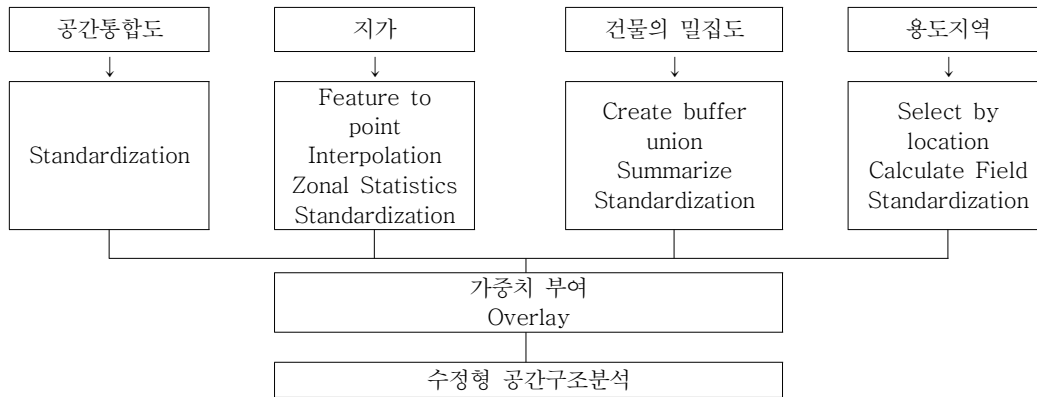 공간통합도
지가
건물의 밀집도
용도지역
↓
↓
↓
↓
Standardization
Feature to
point
Interpolation
Zonal Statistics
Standardization
Create buffer
union
Summarize
Standardization
Select by
location
Calculate Field
Standardization
가중치 부여
Overlay
수정형 공간구조분석